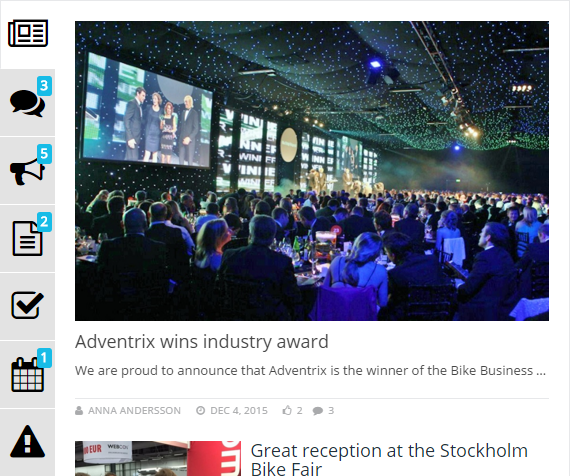 3
5
2
1
WINNER
Adventrix wins industry award
We are proud to announce that Adventrix is the winner of the Bike Business ...
ANNA ANDERSSON DEC 4, 2015 2 3
EUR
Great reception at the Stockholm
Bike Fair